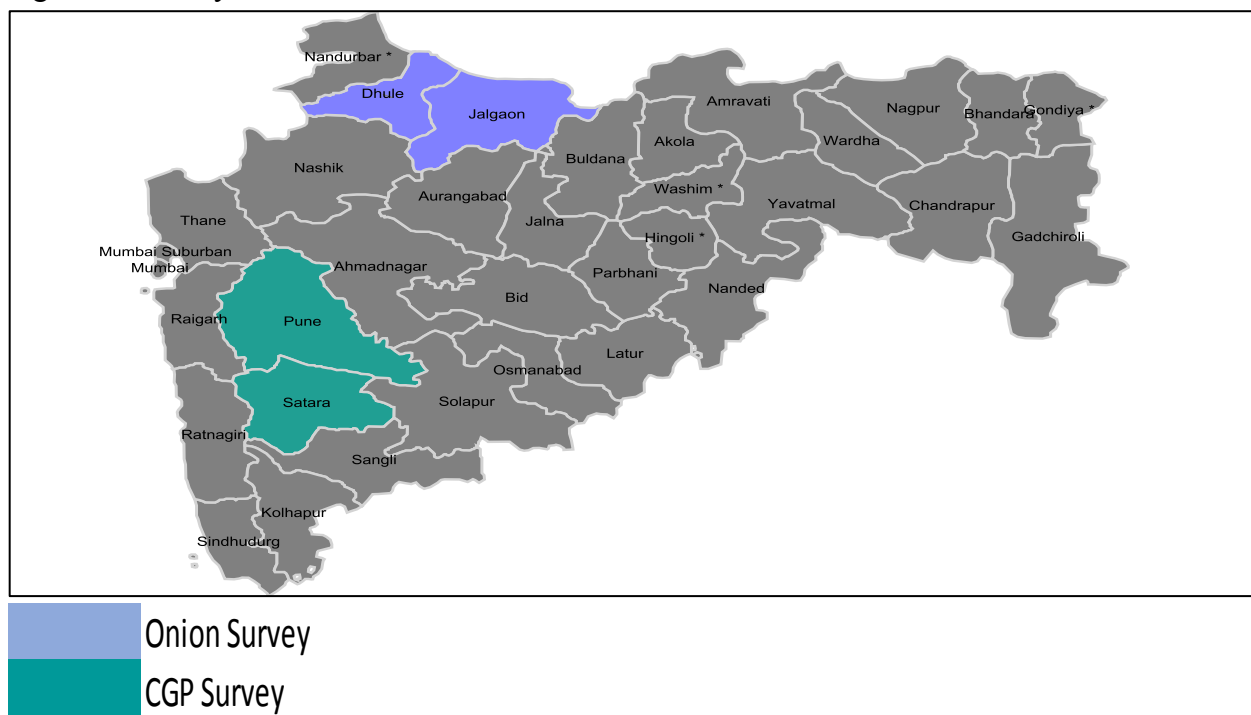 Nandurbar *
Dhule
Jalgaon
Amravati
Nagpur
Bhandara
Gondiya *
Akola
Wardha
Buldana
Nashik
Washim *
Aurangabad
Yavatmal
Chandrapur
Thane
Jalna
Hingoli *
Gadchiroli
Mumbai Suburban
Mumbai
Ahmadnagar
Parbhani
Nanded
Bid
Raigarh
Pune
Latur
Osmanabad
Satara
Solapur
Ratnagiri
Sangli
Kolhapur
Sindhudurg
Onion Survey
CGP Survey